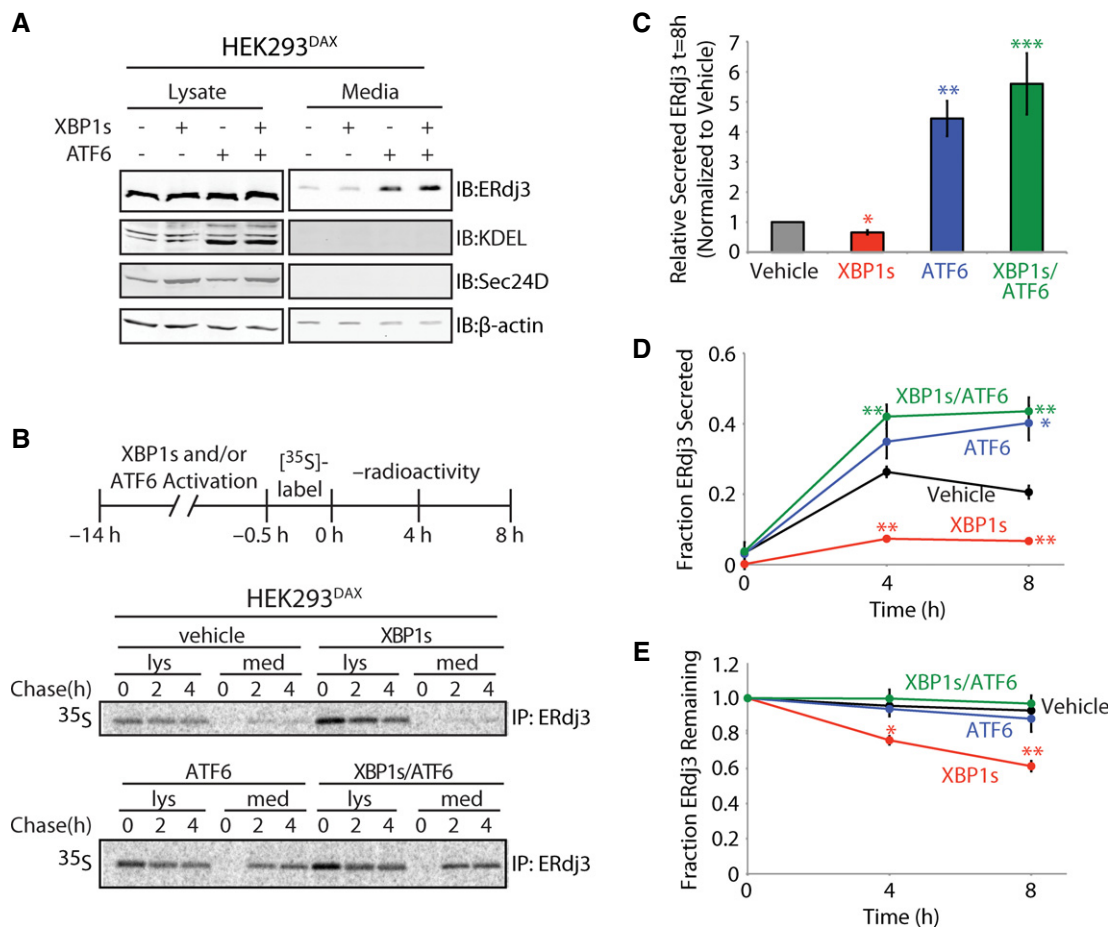 A
HEK293DAX
Lysate Media
XBP1s - + - + - + - +
ATF6 - - + + - - + +
IB:ERdj3
IB:KDEL
IB:Sec24D
IB:β-actin
B
XBP1s and/or
ATF6 Activation
[35S]-
label
–radioactivity
–14 h –0.5 h 0 h 4 h 8 h
HEK293DAX
vehicle XBP1s
lys med lys med
Chase(h) 0 2 4 0 2 4 0 2 4 0 2 4
35S IP: ERdj3
ATF6 XBP1s/ATF6
lys med lys med
Chase(h) 0 2 4 0 2 4 0 2 4 0 2 4
35S IP: ERdj3
C
Relative Secreted ERdj3 t=8h
(Normalized to Vehicle)
7
6
5
4
3
2
1
0
*
**
***
Vehicle XBP1s ATF6 XBP1s/
ATF6
D
Fraction ERdj3 Secreted
0.6
0.4
0.2
0
XBP1s/ATF6
** **
*
ATF6
Vehicle
XBP1s
** **
0 4 8
Time (h)
E
Fraction ERdj3 Remaining
1.2
1.0
0.8
0.6
0.4
0.2
0
XBP1s/ATF6
Vehicle
ATF6
* **
XBP1s
0 4 8
Time (h)